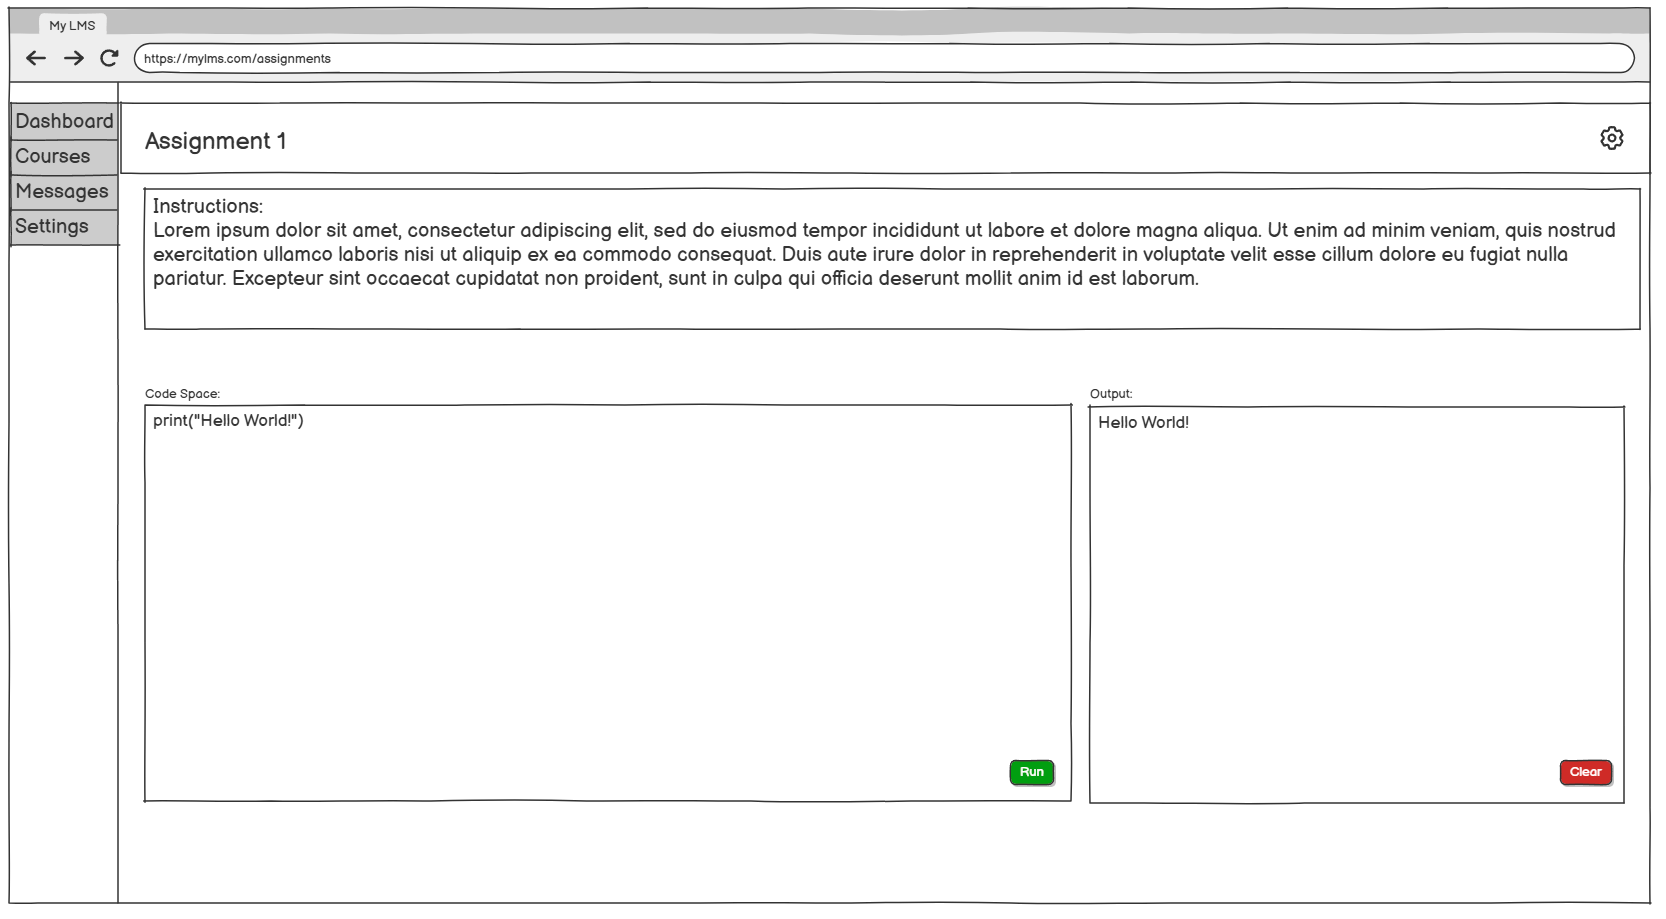 My LMS
https://mylms.com/assignments
Dashboard
Courses
Messages
Settings
Assignment 1
Instructions:
Lorem ipsum dolor sit amet, consectetur adipiscing elit, sed do eiusmod tempor incididunt ut labore et dolore magna aliqua. Ut enim ad minim veniam, quis nostrud
exercitation ullamco laboris nisi ut aliquip ex ea commodo consequat. Duis aute irure dolor in reprehenderit in voluptate velit esse cillum dolore eu fugiat nulla
pariatur. Excepteur sint occaecat cupidatat non proident, sunt in culpa qui officia deserunt mollit anim id est laborum.
Code Space:
print("Hello World!")
Run
Output:
Hello World!
Clear